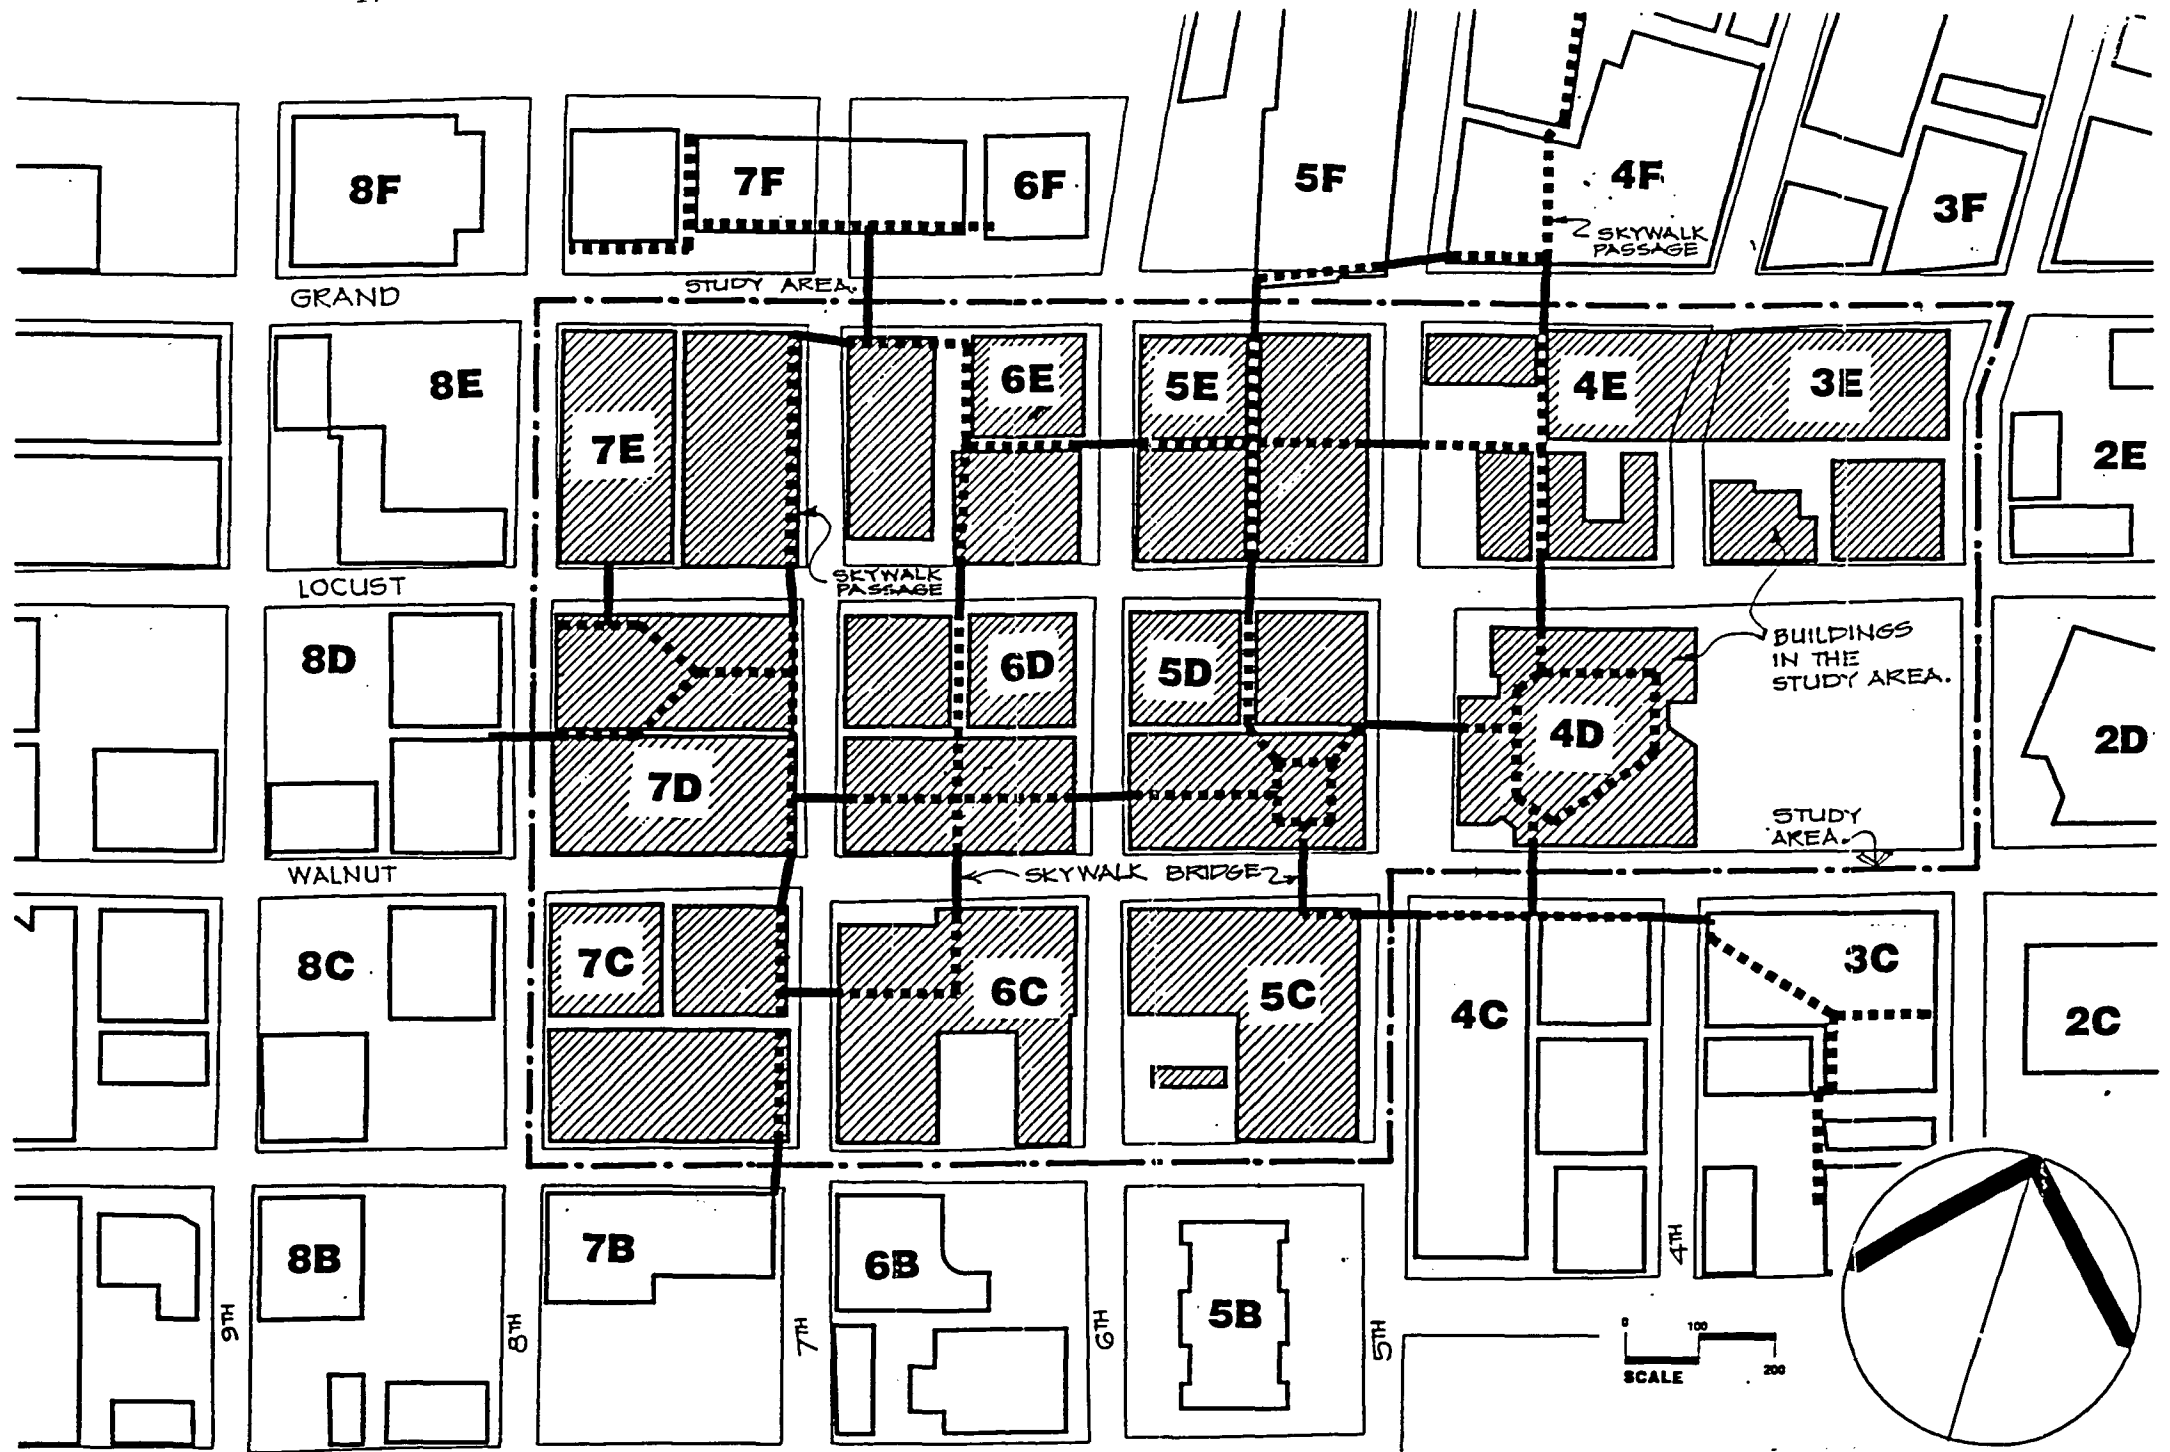 8F
7F
6F
5F
4F
3F
SKYWALK
PASSAGE
GRAND
STUDY AREA.
8E
7E
6E
5E
4E
3E
2E
SKYWALK
PASSAGE
LOCUST
8D
7D
6D
5D
4D
2D
BUILDINGS
IN THE
STUDY AREA.
STUDY
AREA.
WALNUT
SKYWALK BRIDGE
8C
7C
6C
5C
4C
3C
2C
8B
7B
6B
5B
9TH
8TH
7TH
6TH
5TH
4TH
0 100
200
SCALE